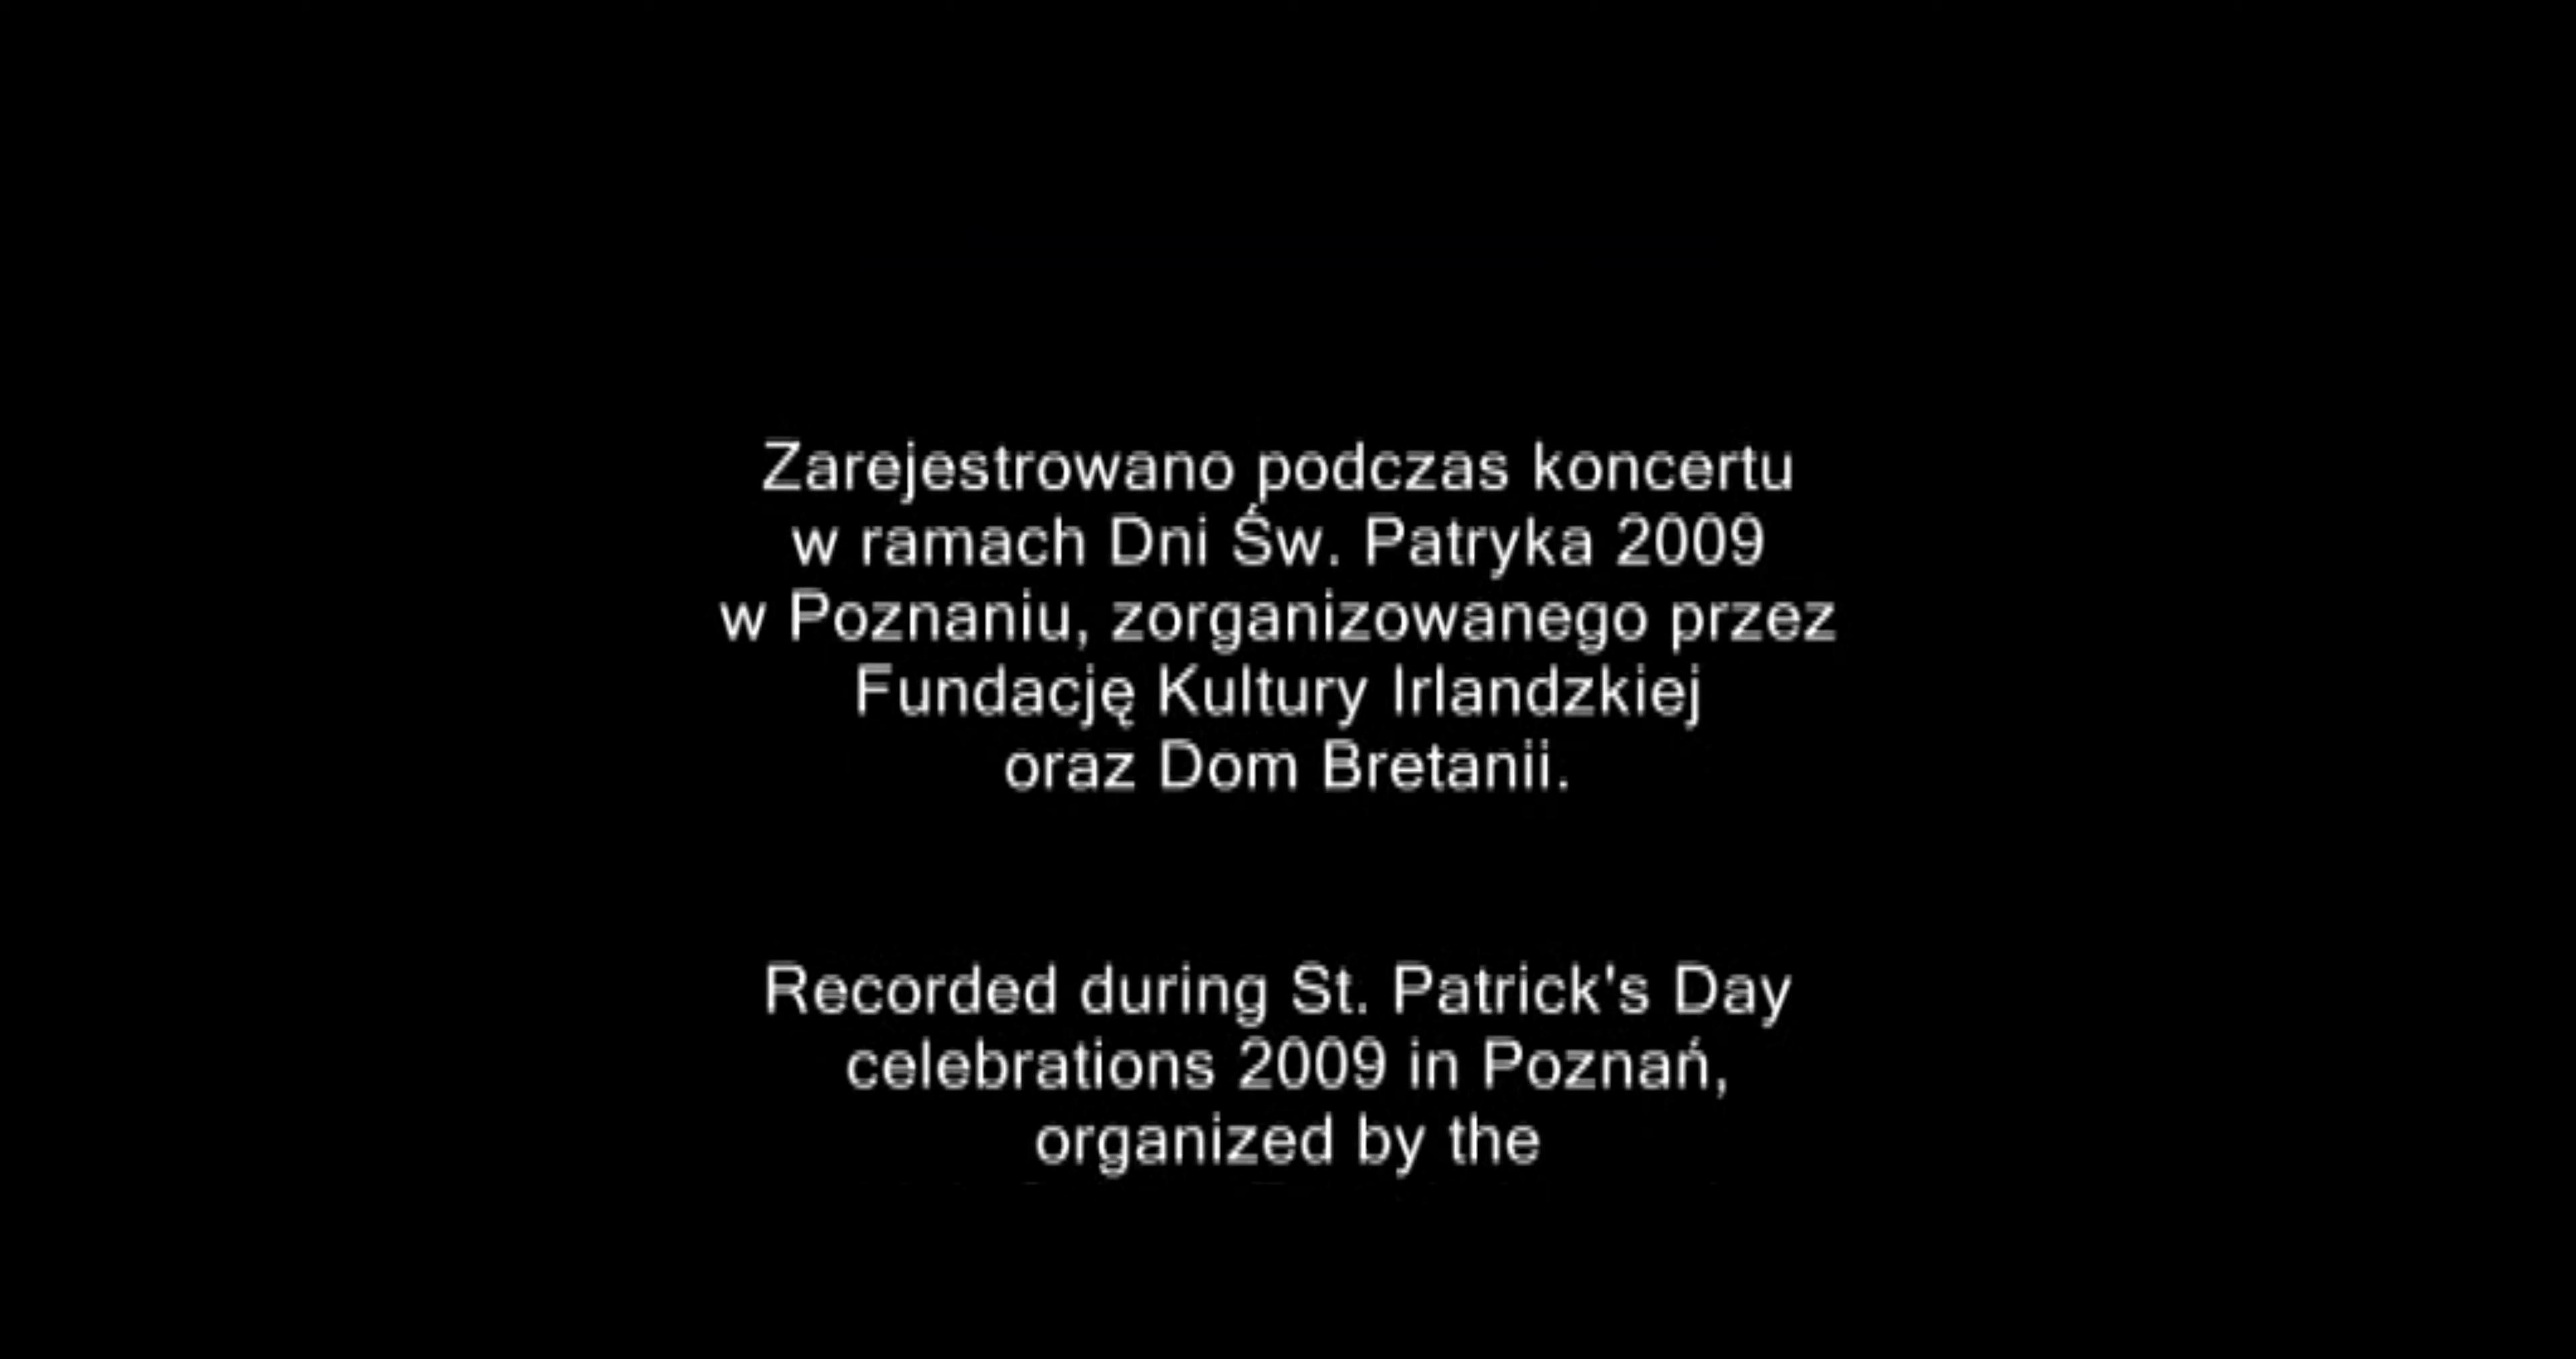 Zarejestrowano podczas koncertu
w ramach Dni Św. Patryka 2009
w Poznaniu, zorganizowanego przez
Fundację Kultury Irlandzkiej
oraz Dom Bretanii.
Recorded during St. Patrick's Day
celebrations 2009 in Poznań,
organized by the